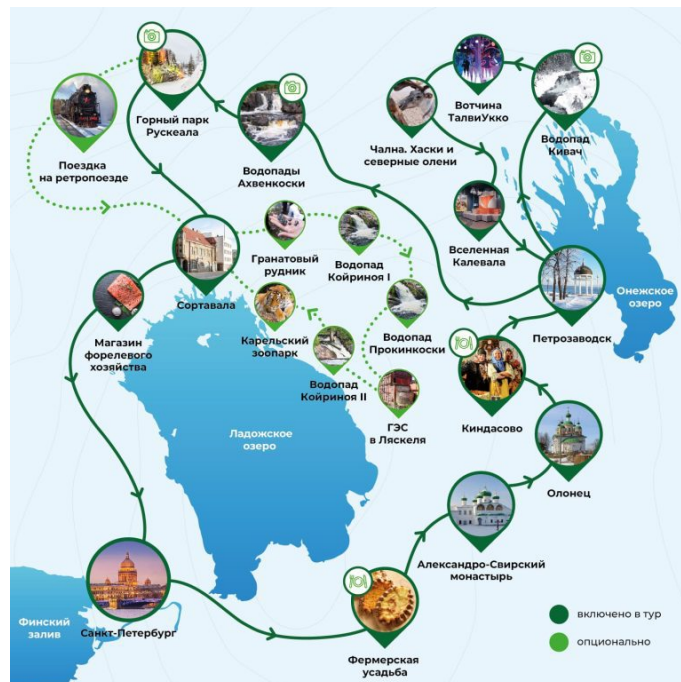 Горный парк
Рускеала
Поездка
на ретропоезде
Водопады
Ахвенкоски
Вотчина
ТалвиУкко
Чална. Хаски и
северные олени
Водопад
Кивач
Вселенная
Калевала
Онежское
озеро
Петрозаводск
Гранатовый
рудник
Водопад
Койриноя I
Сортавала
Магазин
форелевого
хозяйства
Карельский
зоопарк
Водопад
Прокинкоски
Водопад
Койриноя II
ГЭС
в Ляскеля
Киндасово
Ладожское
озеро
Олонец
Александро-Свирский
монастырь
Финский
залив
Санкт-Петербург
Фермерская
усадьба
включено в тур
опционально